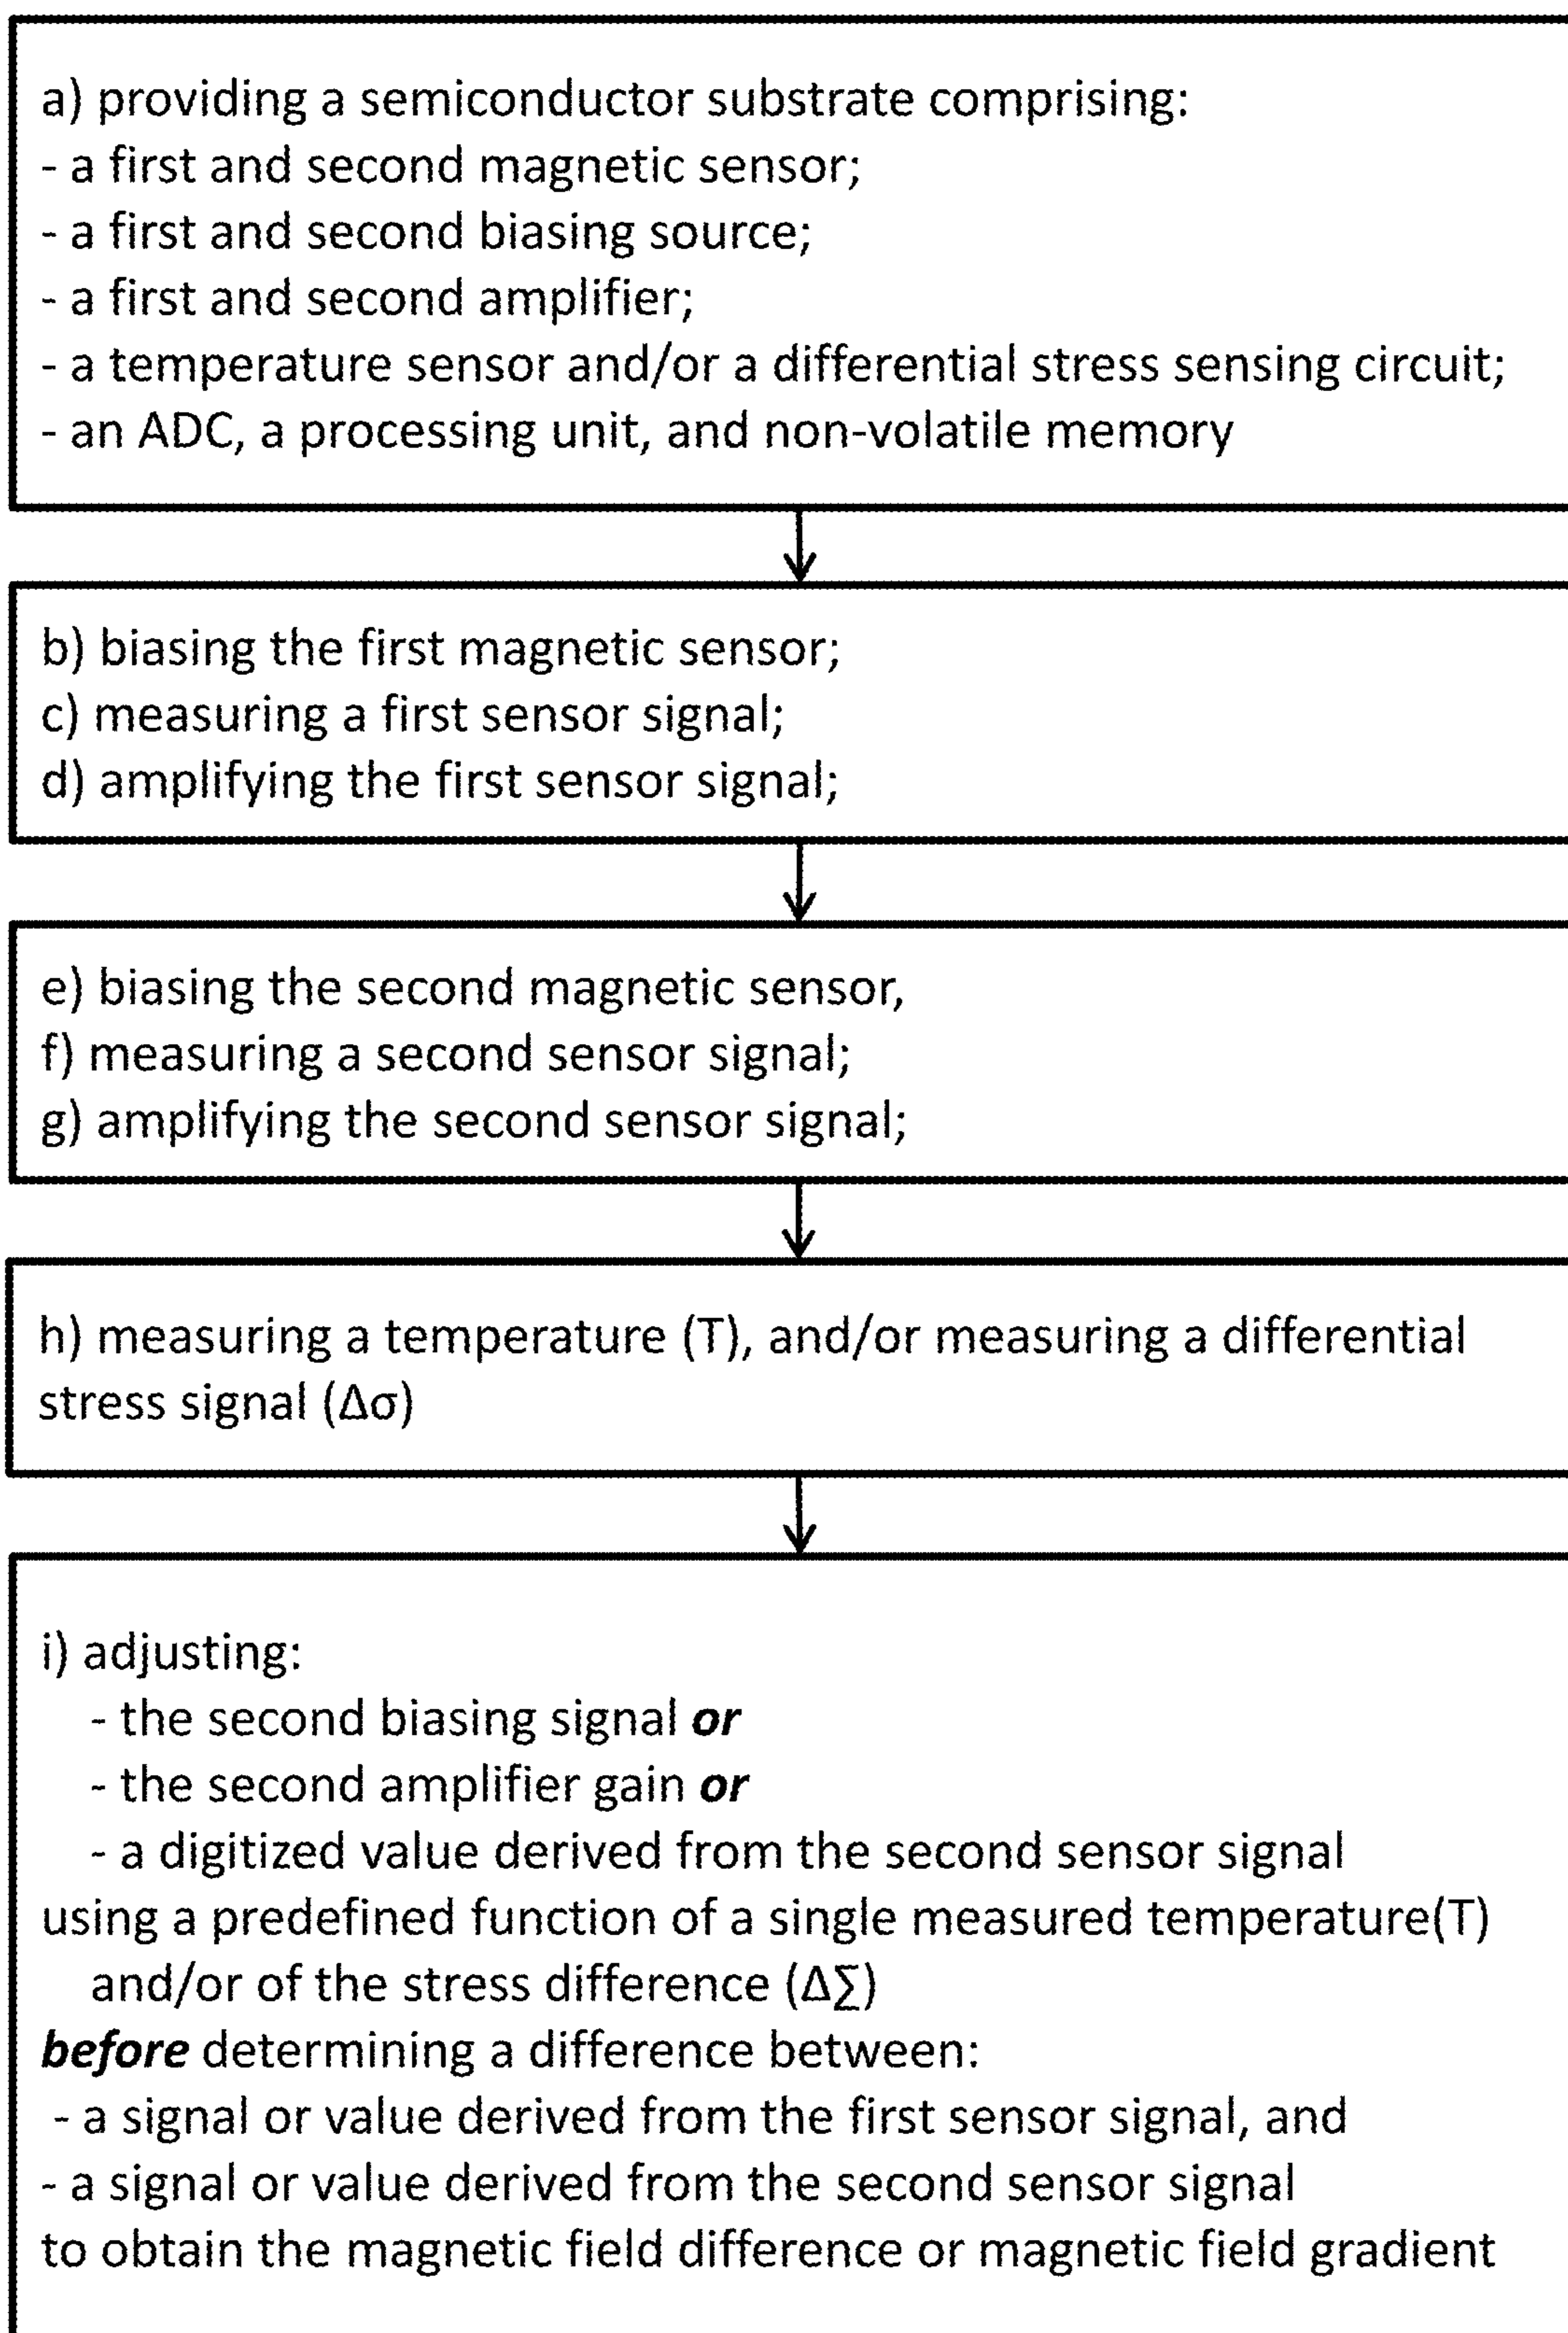 a) providing a semiconductor substrate comprising:
- a first and second magnetic sensor;
- a first and second biasing source;
- a first and second amplifier;
- a temperature sensor and/or a differential stress sensing circuit;
- an ADC, a processing unit, and non-volatile memory
b) biasing the first magnetic sensor;
c) measuring a first sensor signal;
d) amplifying the first sensor signal;
e) biasing the second magnetic sensor,
f) measuring a second sensor signal;
g) amplifying the second sensor signal;
h) measuring a temperature (T), and/or measuring a differential
stress signal (Δσ)
i) adjusting:
- the second biasing signal or
- the second amplifier gain or
- a digitized value derived from the second sensor signal
using a predefined function of a single measured temperature(T)
and/or of the stress difference (Δ∑)
before determining a difference between:
- a signal or value derived from the first sensor signal, and
- a signal or value derived from the second sensor signal
to obtain the magnetic field difference or magnetic field gradient